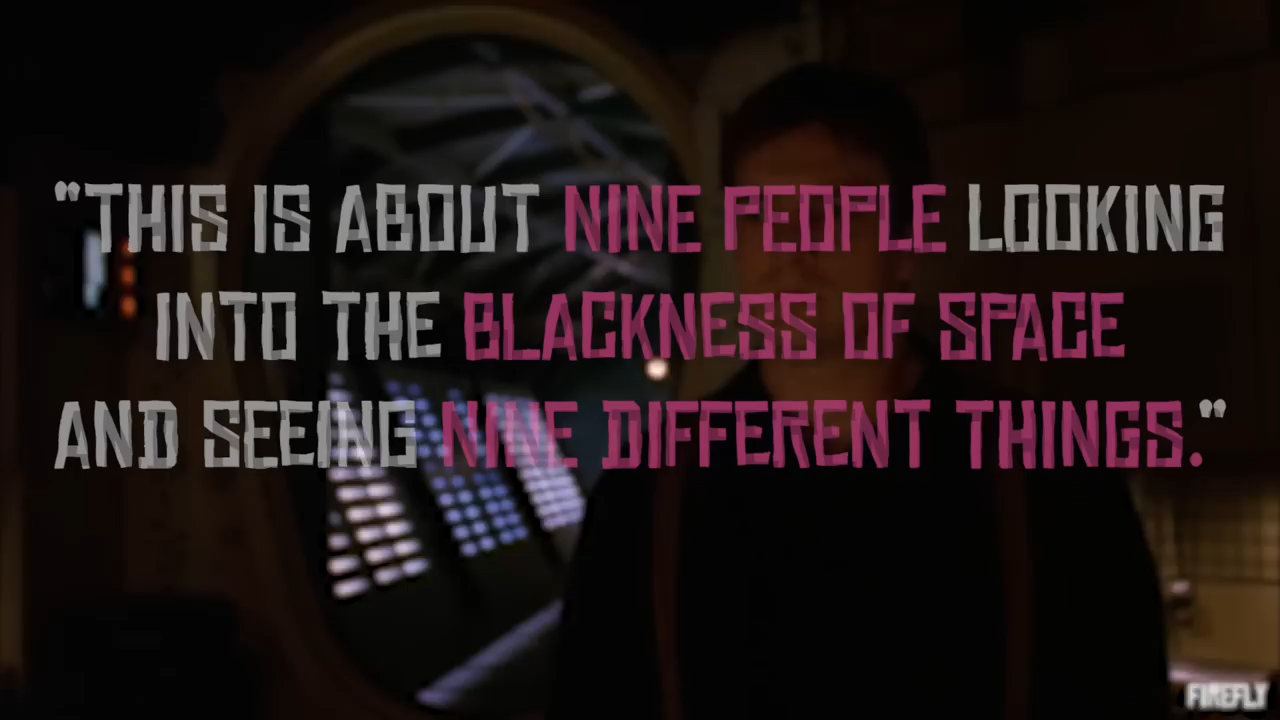 "THIS IS ABOUT NINE PEOPLE LOOKING
INTO THE BLACKNESS OF SPACE
AND SEEING NINE DIFFERENT THINGS."
FIREFLY